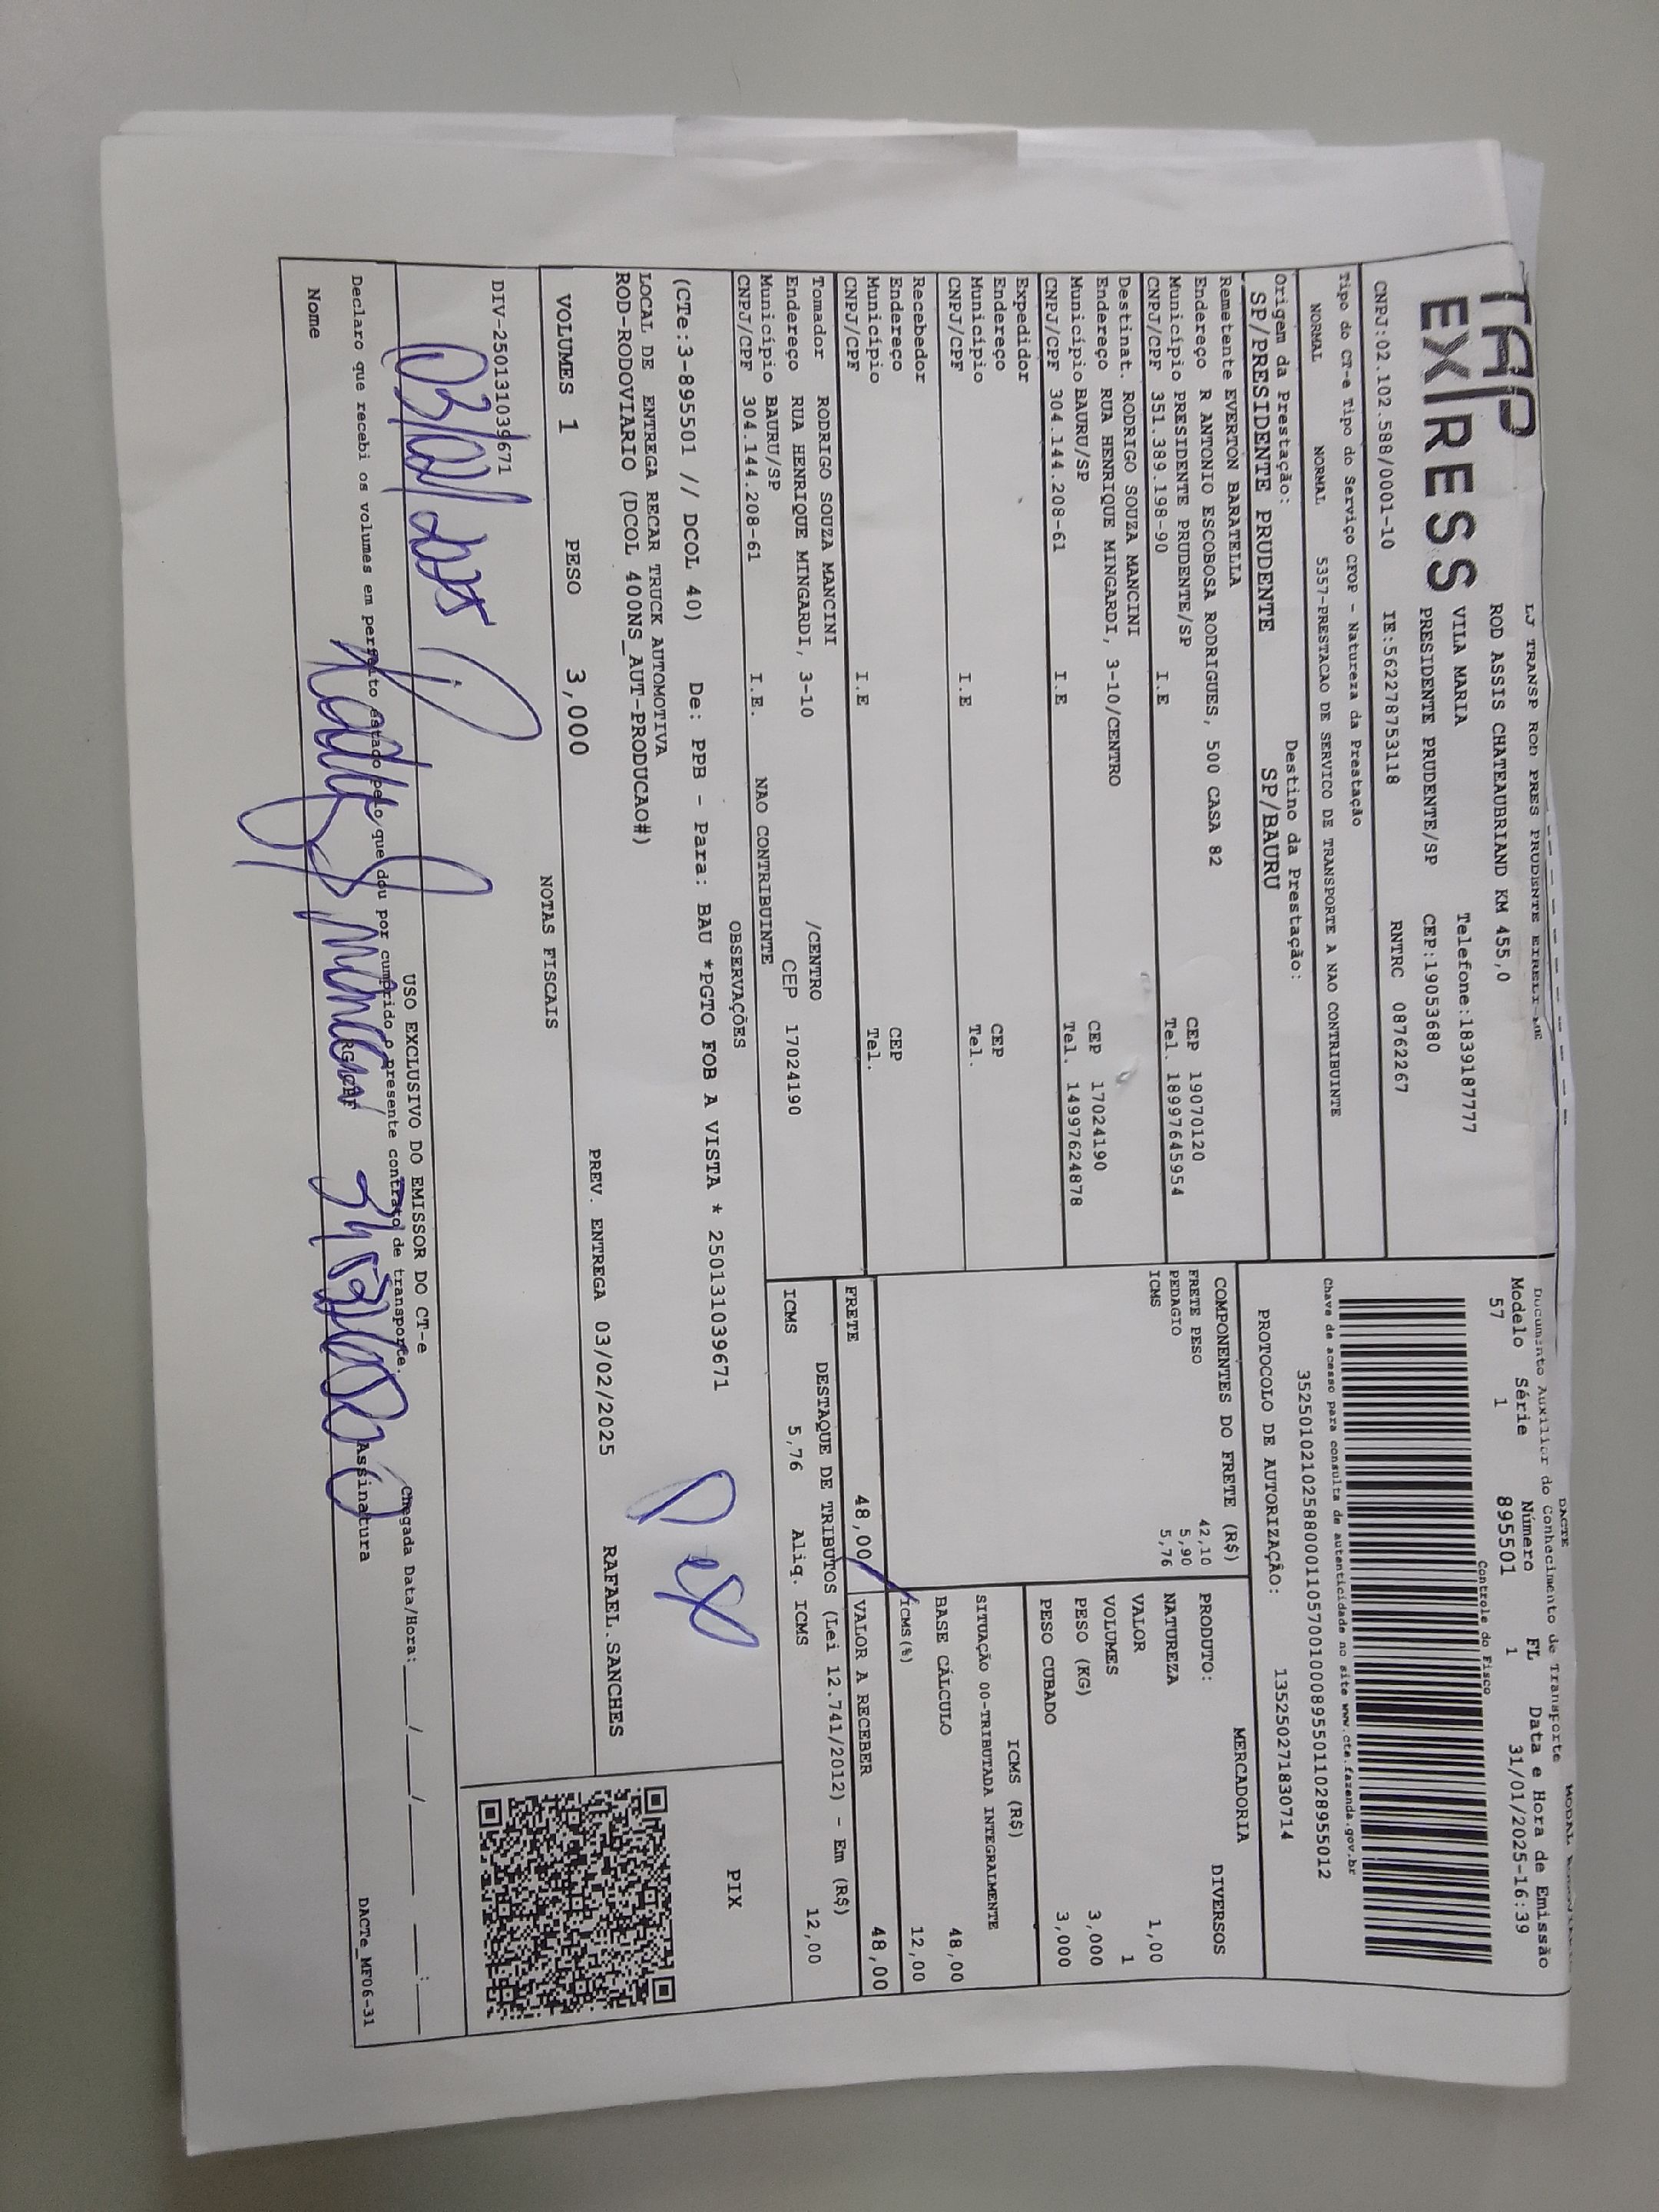 TAP
EXPRESS
LJ TRANSP ROD PRES PRUDENTE EIRELI-ME
ROD ASSIS CHATEAUBRIAND KM 455,0
VILA MARIA Telefone:1839187777
PRESIDENTE PRUDENTE/SP CEP:19053680
CNPJ:02.102.588/0001-10 IE:562278753118 RNTRC 08762267
DACTE
Documento Auxiliar do Conhecimento de Transporte
Modelo Série Número FL Data e Hora de Emissão
57 1 895501 1 31/01/2025-16:39
Controle do Fisco
Chave de acesso para consulta de autenticidade no site www.cte.fazenda.gov.br
35250102102588000110570010008955011028955012
PROTOCOLO DE AUTORIZAÇÃO: 135250271830714
Tipo do CT-e Tipo do Serviço CFOP - Natureza da Prestação
NORMAL NORMAL 5357-PRESTACAO DE SERVICO DE TRANSPORTE A NAO CONTRIBUINTE
Origem da Prestação: Destino da Prestação:
SP/PRESIDENTE PRUDENTE SP/BAURU
Remetente EVERTON BARATELLA
Endereço R ANTONIO ESCOBOSA RODRIGUES, 500 CASA 82 CEP 19070120
Município PRESIDENTE PRUDENTE/SP Tel. 18997645954
CNPJ/CPF 351.389.198-90 I.E
Destinat. RODRIGO SOUZA MANCINI
Endereço RUA HENRIQUE MINGARDI, 3-10/CENTRO CEP 17024190
Município BAURU/SP Tel. 14997624878
CNPJ/CPF 304.144.208-61 I.E
Expedidor
Endereço CEP
Município Tel.
CNPJ/CPF I.E
Recebedor
Endereço CEP
Município Tel.
CNPJ/CPF I.E
Tomador RODRIGO SOUZA MANCINI
Endereço RUA HENRIQUE MINGARDI, 3-10 /CENTRO
Município BAURU/SP CEP 17024190
CNPJ/CPF 304.144.208-61 I.E. NAO CONTRIBUINTE
COMPONENTES DO FRETE (R$)
FRETE PESO 42,10
PEDAGIO 5,90
ICMS 5,76
MERCADORIA
PRODUTO: DIVERSOS
NATUREZA
VALOR 1,00
VOLUMES 1
PESO (KG) 3,000
PESO CUBADO 3,000
ICMS (R$)
SITUAÇÃO 00-TRIBUTADA INTEGRALMENTE
BASE CÁLCULO 48,00
ICMS(%) 12,00
FRETE 48,00 VALOR A RECEBER 48,00
DESTAQUE DE TRIBUTOS (Lei 12.741/2012) - Em (R$)
ICMS 5,76 Aliq. ICMS 12,00
OBSERVAÇÕES
(CTe:3-895501 // DCOL 40) De: PPB - Para: BAU *PGTO FOB A VISTA * 250131039671
LOCAL DE ENTREGA RECAR TRUCK AUTOMOTIVA
ROD-RODOVIARIO (DCOL 400NS_AUT-PRODUCAO#)
PIX
VOLUMES 1 PESO 3,000 PREV. ENTREGA 03/02/2025 RAFAEL.SANCHES
NOTAS FISCAIS
DIV-250131039671
USO EXCLUSIVO DO EMISSOR DO CT-e
Declaro que recebi os volumes em perfeito estado pelo que dou por cumprido o presente contrato de transporte. Chegada Data/Hora:___/___/____ ___:___
Nome RG/CPF Assinatura
DACTe_MF06-31